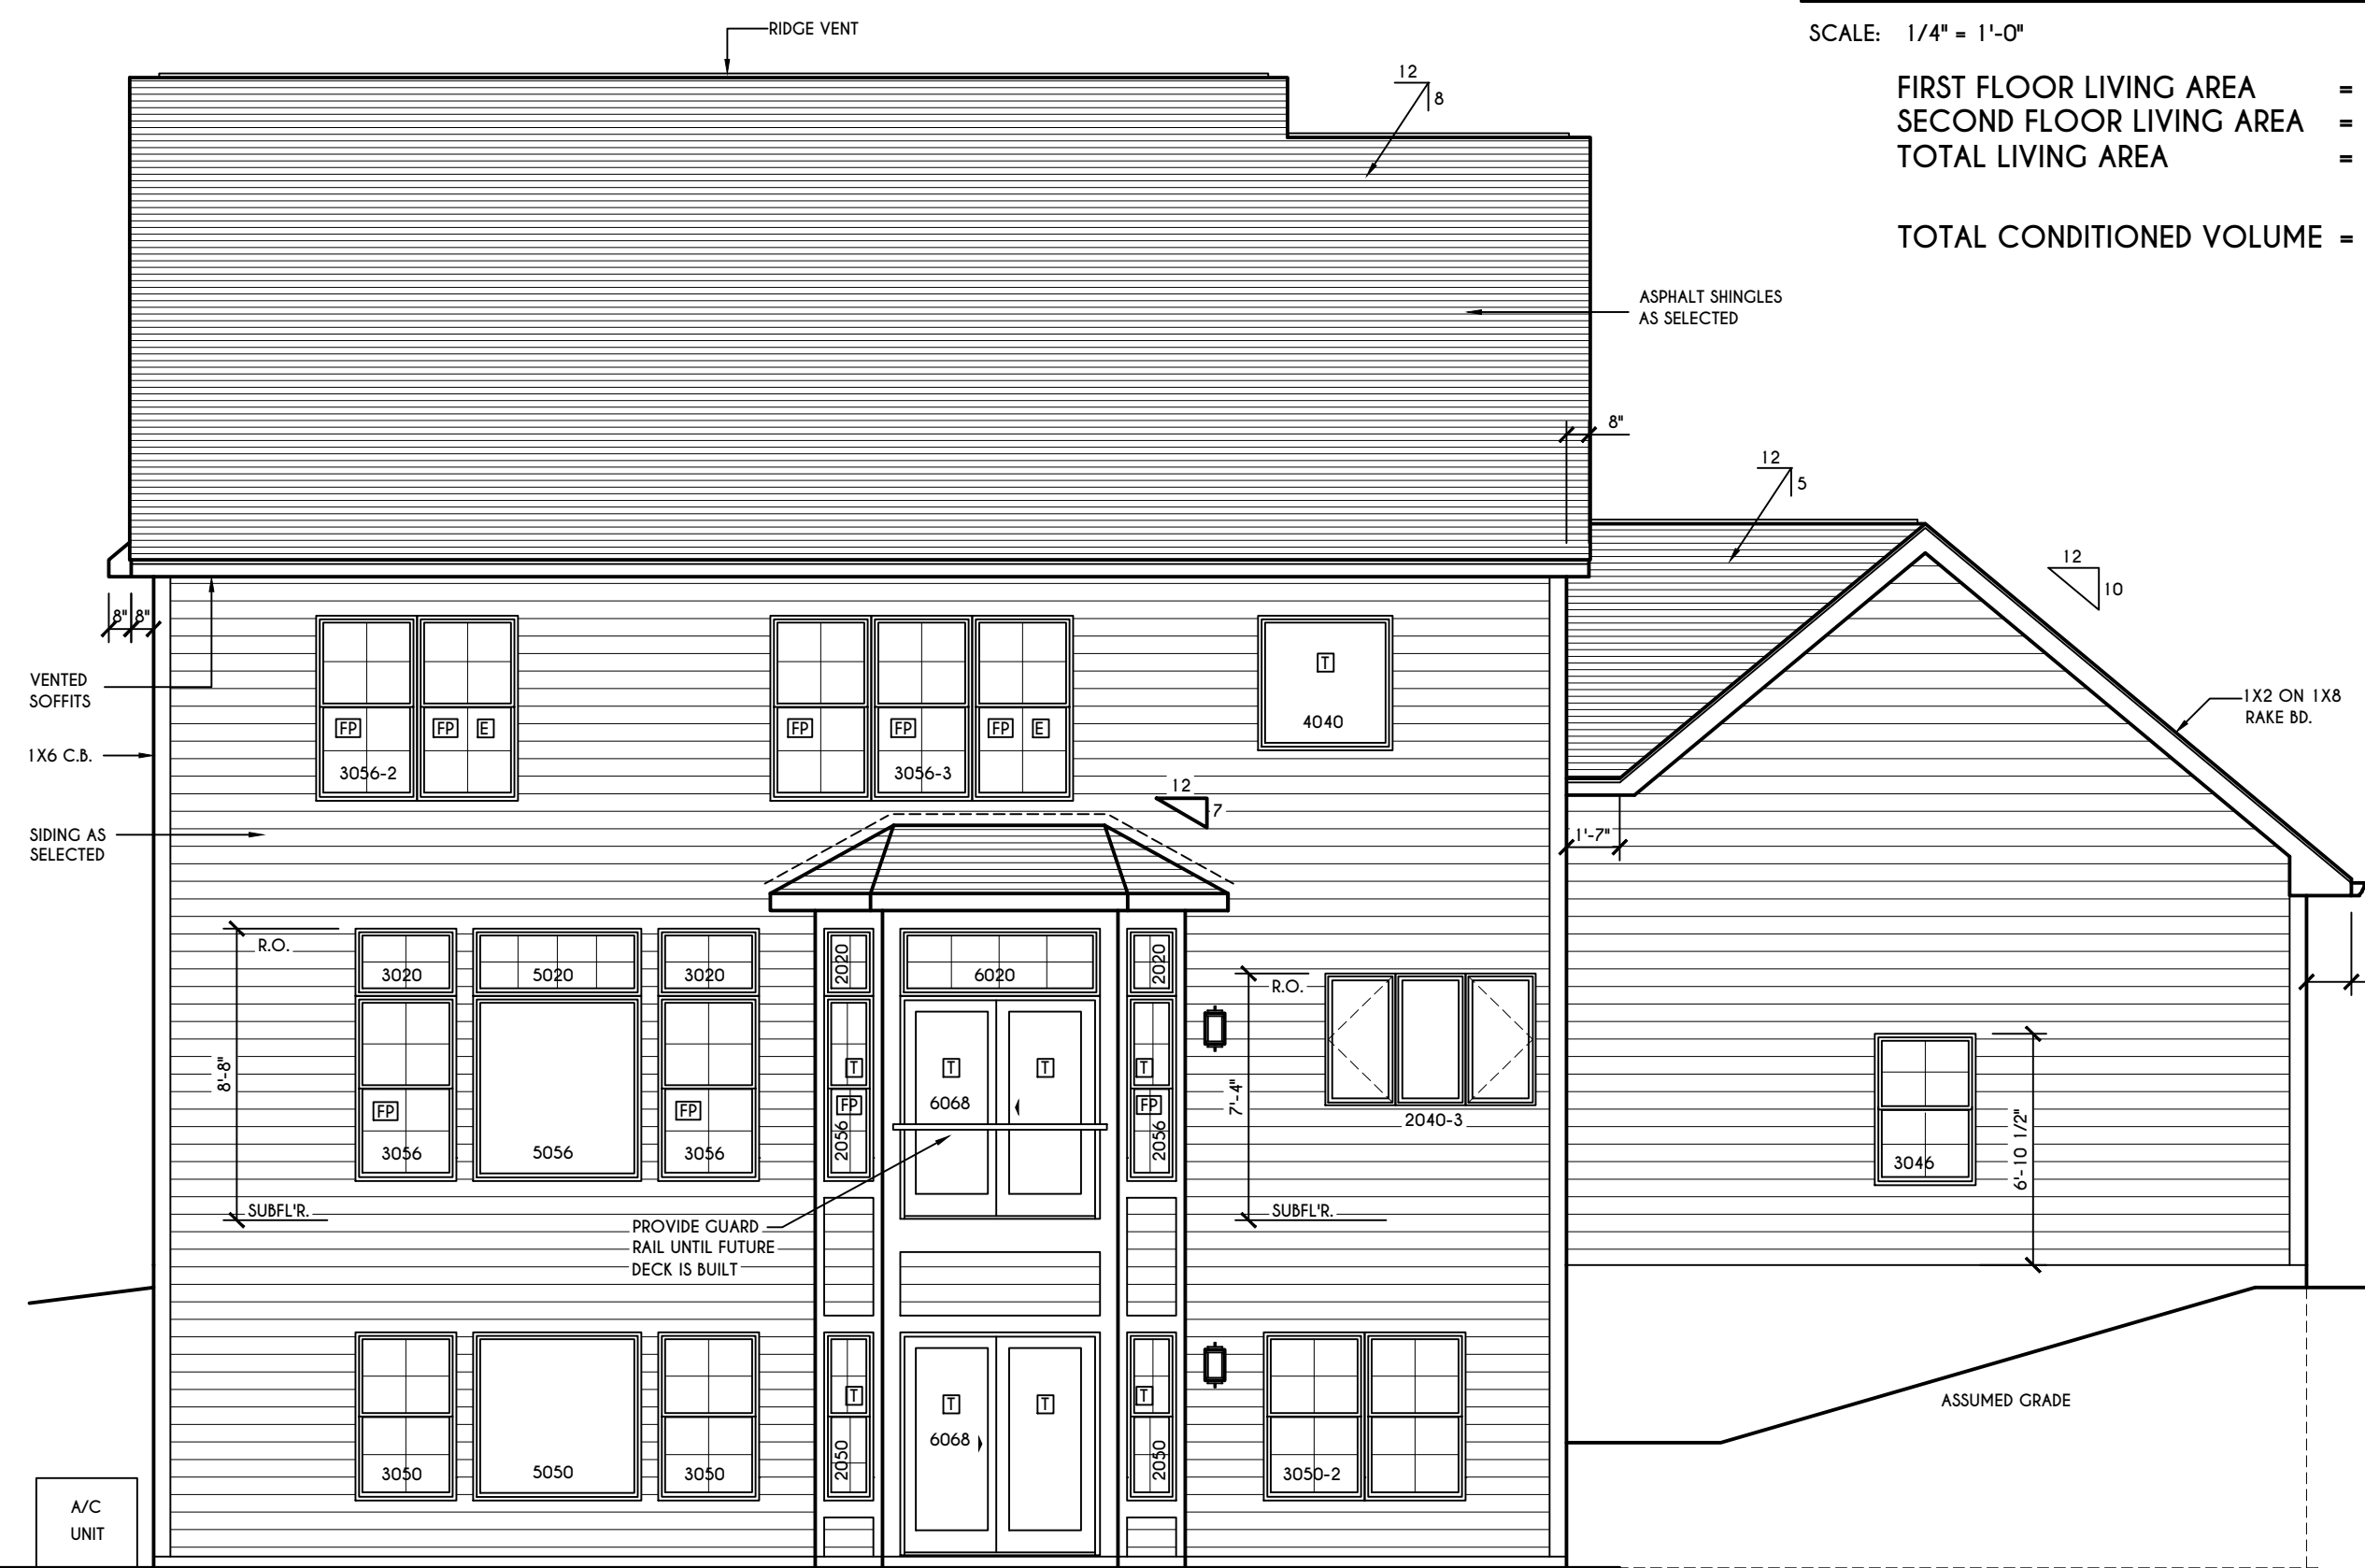 RIDGE VENT
SCALE: 1/4" = 1'-0"
12
8
FIRST FLOOR LIVING AREA =
SECOND FLOOR LIVING AREA =
TOTAL LIVING AREA =
TOTAL CONDITIONED VOLUME =
ASPHALT SHINGLES
AS SELECTED
8"
12
5
12
10
8" 8"
VENTED
SOFFITS
1X6 C.B.
SIDING AS
SELECTED
FP FP E
3056-2
FP FP FP E
3056-3
T
4040
1X2 ON 1X8
RAKE BD.
12
7
1'-7"
R.O.
8'-8"
SUBFL'R.
3020 5020 3020
2020 6020 2020
FP FP
3056 5056 3056
T T T T
FP FP
2056 6068 2056
PROVIDE GUARD
RAIL UNTIL FUTURE
DECK IS BUILT
R.O.
7'-4"
SUBFL'R.
2040-3
3046
6'-10 1/2"
ASSUMED GRADE
T T T T
6068
3050 5050 3050
2050 2050
3050-2
A/C
UNIT